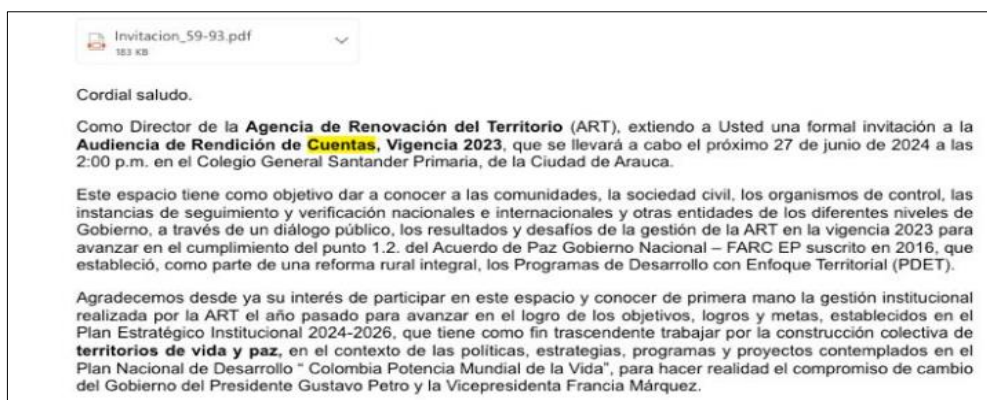 Invitacion_59-93.pdf
183 KB
Cordial saludo.
Como Director de la Agencia de Renovación del Territorio (ART), extiendo a Usted una formal invitación a la
Audiencia de Rendición de Cuentas, Vigencia 2023, que se llevará a cabo el próximo 27 de junio de 2024 a las
2:00 p.m. en el Colegio General Santander Primaria, de la Ciudad de Arauca.
Este espacio tiene como objetivo dar a conocer a las comunidades, la sociedad civil, los organismos de control, las
instancias de seguimiento y verificación nacionales e internacionales y otras entidades de los diferentes niveles de
Gobierno, a través de un diálogo público, los resultados y desafíos de la gestión de la ART en la vigencia 2023 para
avanzar en el cumplimiento del punto 1.2. del Acuerdo de Paz Gobierno Nacional – FARC EP suscrito en 2016, que
estableció, como parte de una reforma rural integral, los Programas de Desarrollo con Enfoque Territorial (PDET).
Agradecemos desde ya su interés de participar en este espacio y conocer de primera mano la gestión institucional
realizada por la ART el año pasado para avanzar en el logro de los objetivos, logros y metas, establecidos en el
Plan Estratégico Institucional 2024-2026, que tiene como fin trascendente trabajar por la construcción colectiva de
territorios de vida y paz, en el contexto de las políticas, estrategias, programas y proyectos contemplados en el
Plan Nacional de Desarrollo " Colombia Potencia Mundial de la Vida", para hacer realidad el compromiso de cambio
del Gobierno del Presidente Gustavo Petro y la Vicepresidenta Francia Márquez.